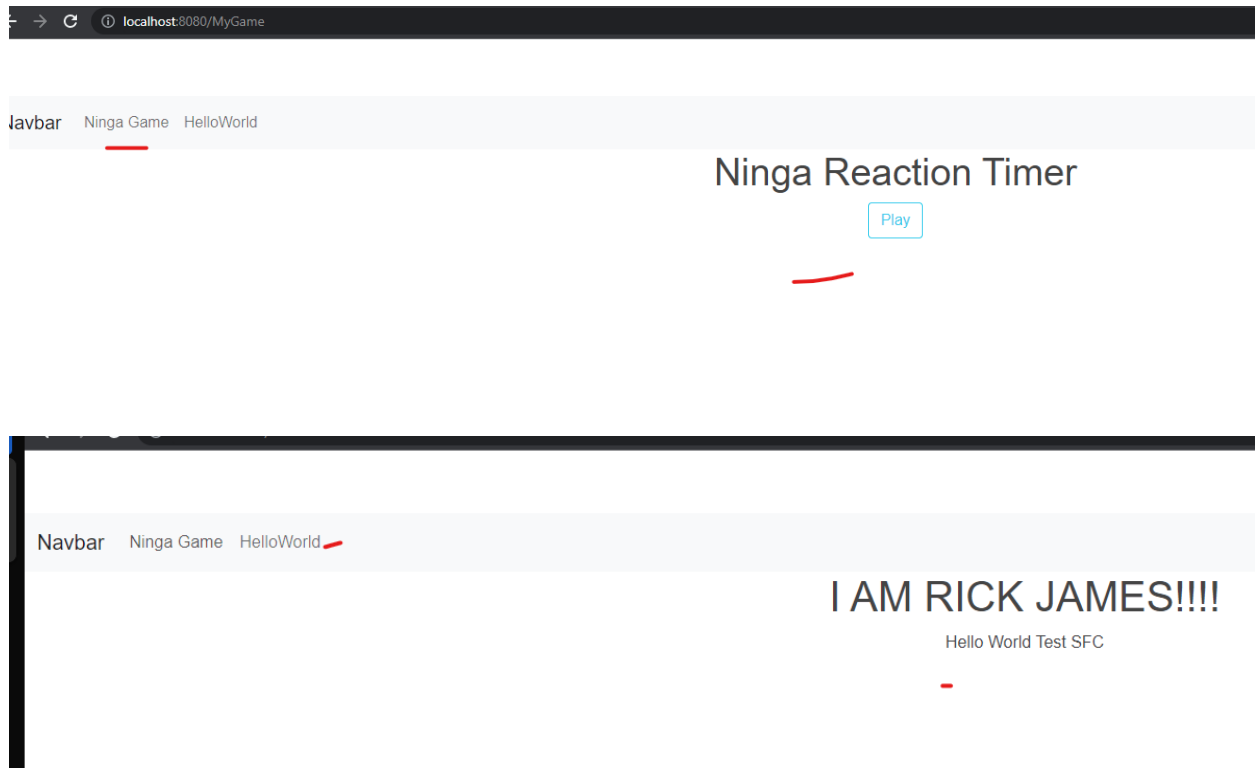 localhost:8080/MyGame
Navbar Ninga Game HelloWorld
Ninga Reaction Timer
Play
Navbar Ninga Game HelloWorld
I AM RICK JAMES!!!!
Hello World Test SFC